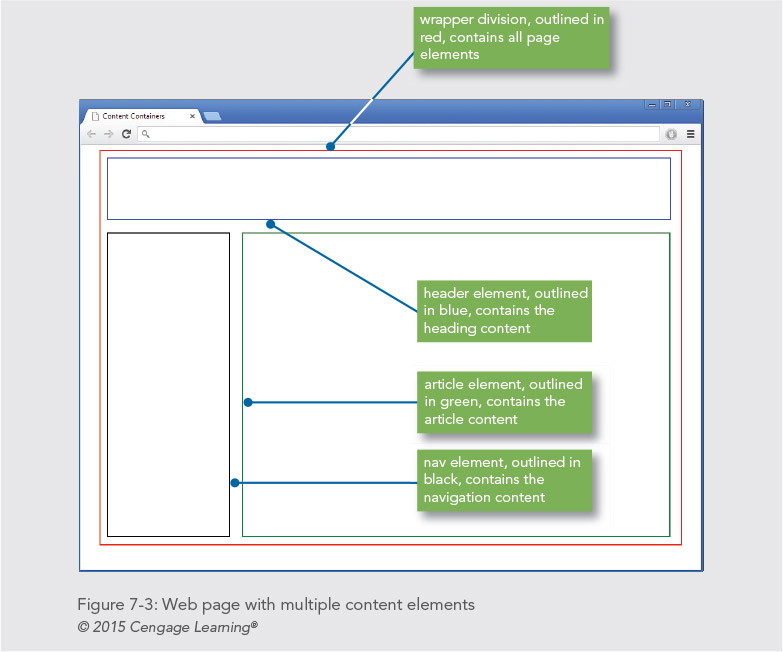 wrapper division, outlined in
red, contains all page
elements
Content Containers
header element, outlined
in blue, contains the
heading content
article element, outlined
in green, contains the
article content
nav element, outlined in
black, contains the
navigation content
Figure 7-3: Web page with multiple content elements
© 2015 Cengage Learning®